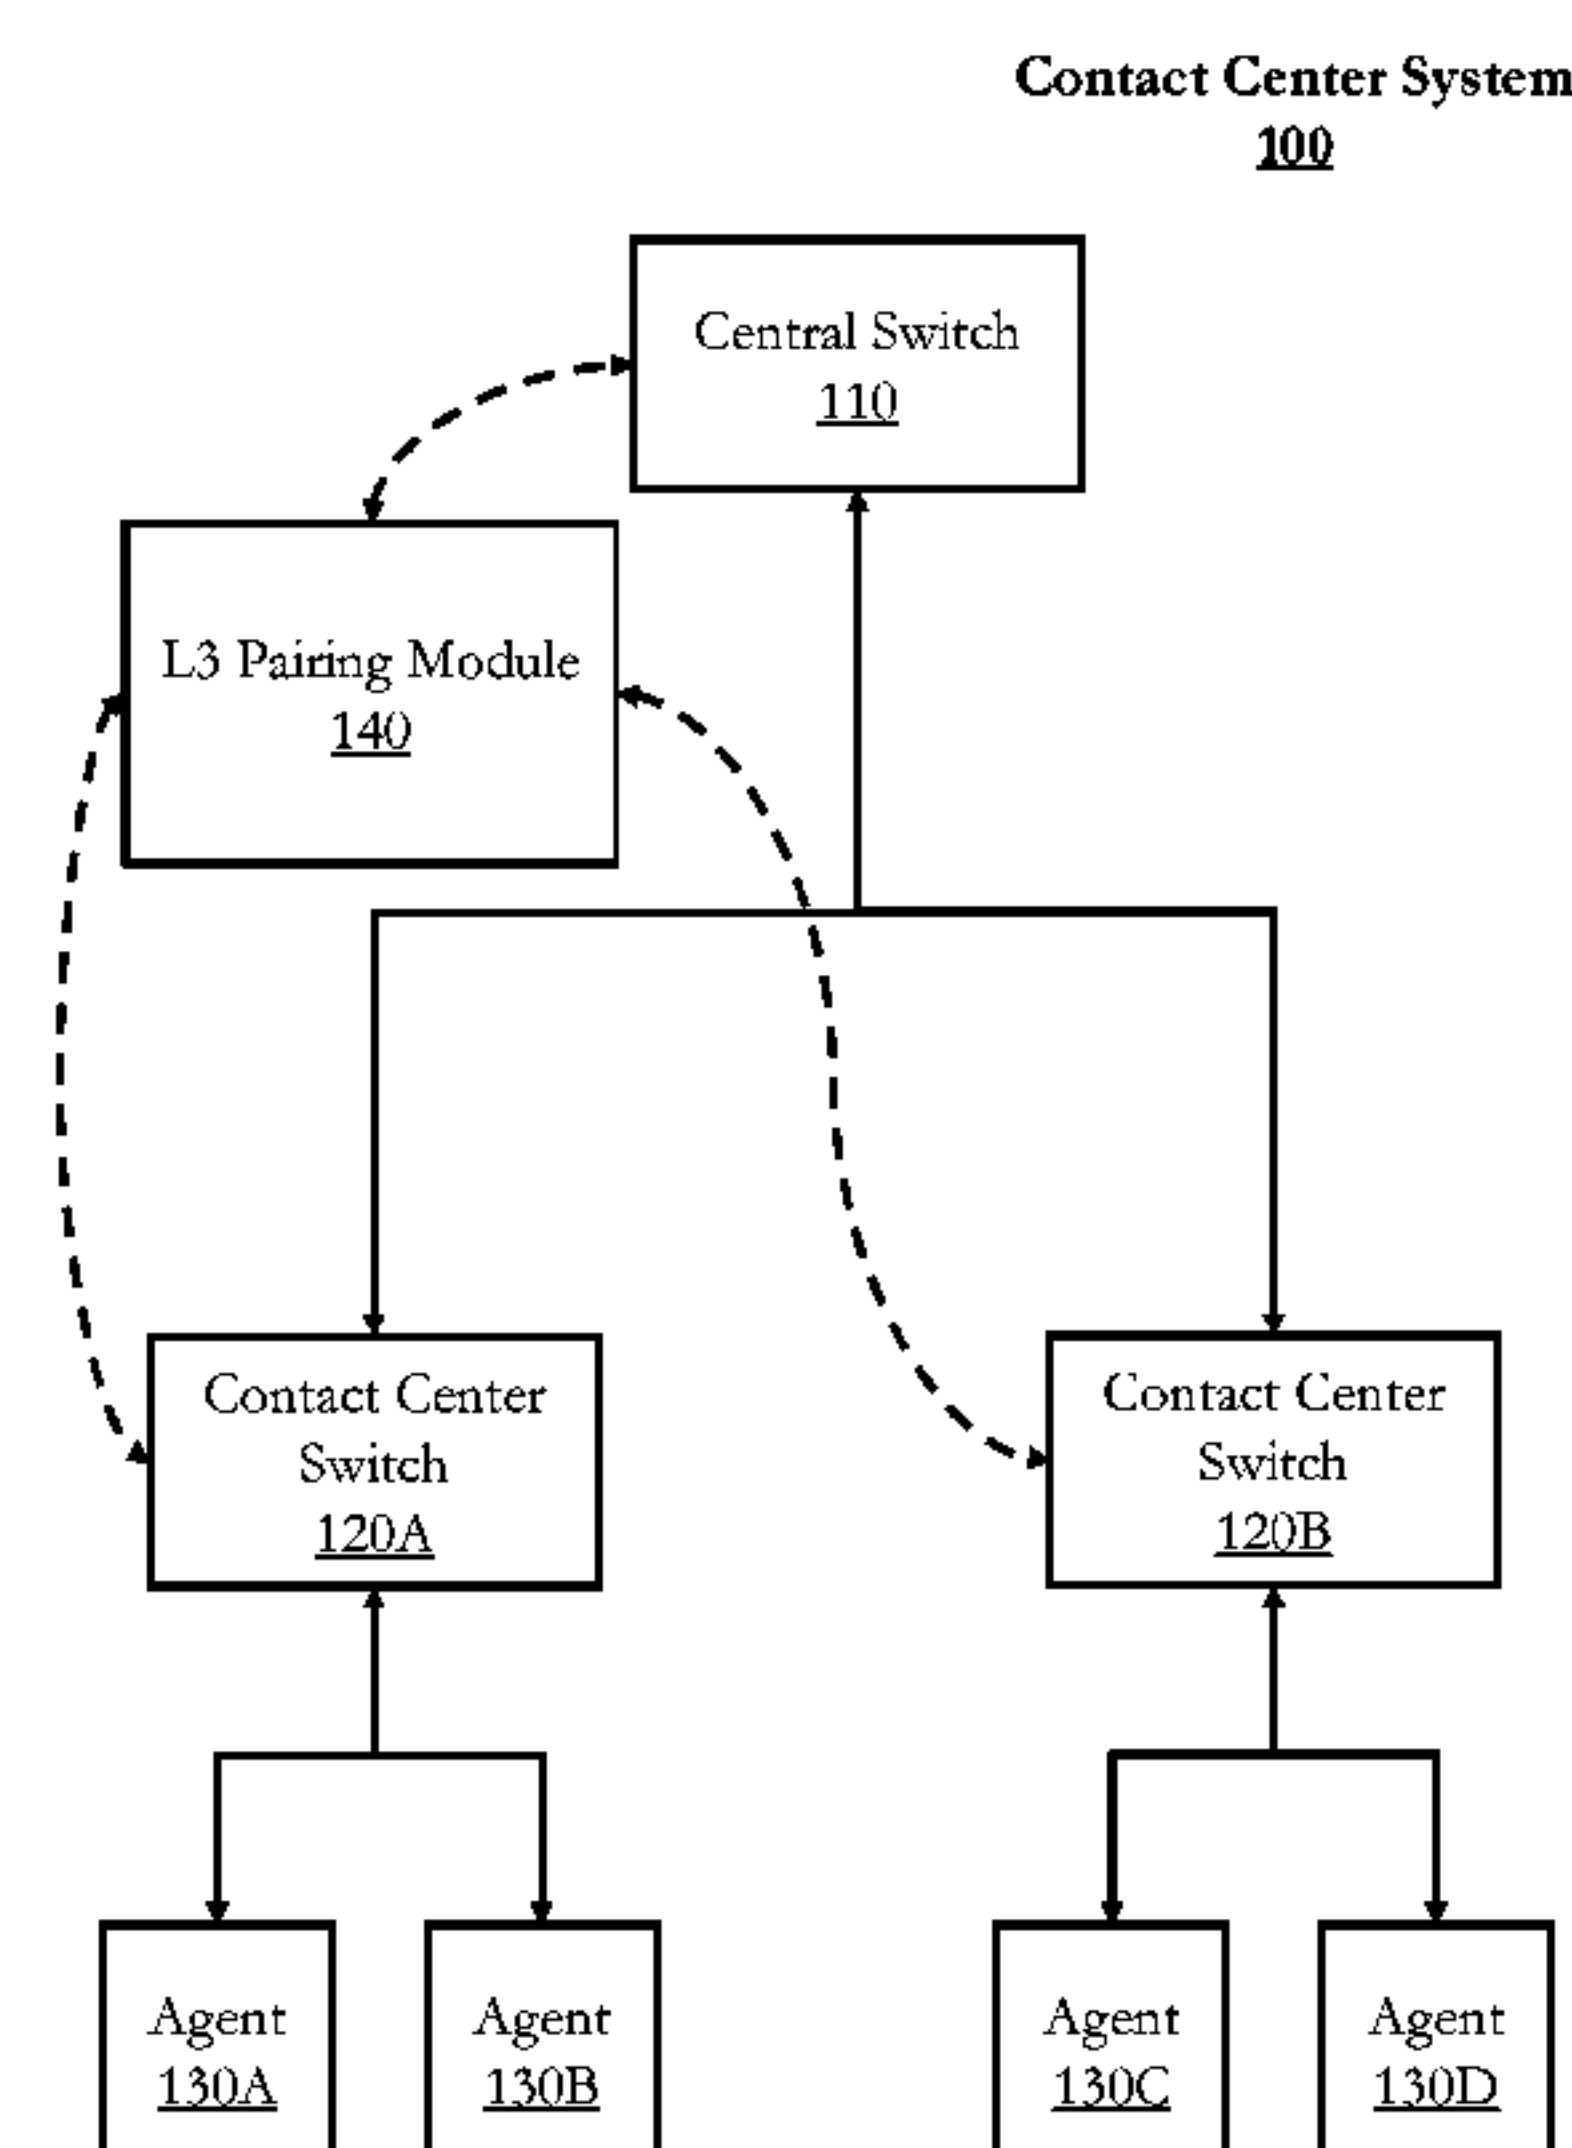 Contact Center System
100
Central Switch
110
L3 Pairing Module
140
Contact Center
Switch
120A
Contact Center
Switch
120B
Agent
130A
Agent
130B
Agent
130C
Agent
130D